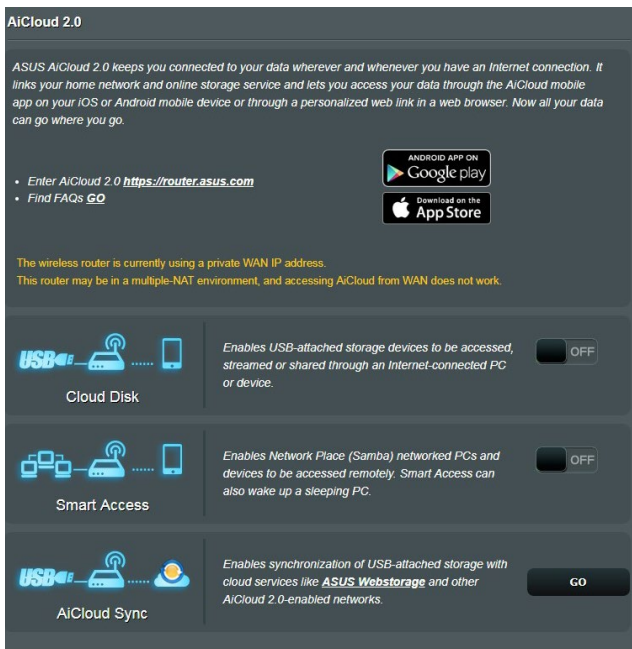 AiCloud 2.0
ASUS AiCloud 2.0 keeps you connected to your data wherever and whenever you have an Internet connection. It
links your home network and online storage service and lets you access your data through the AiCloud mobile
app on your iOS or Android mobile device or through a personalized web link in a web browser. Now all your data
can go where you go.
• Enter AiCloud 2.0 https://router.asus.com
• Find FAQs GO
ANDROID APP ON
Google play
Download on the
App Store
The wireless router is currently using a private WAN IP address.
This router may be in a multiple-NAT environment, and accessing AiCloud from WAN does not work.
USB
Cloud Disk
Enables USB-attached storage devices to be accessed,
streamed or shared through an Internet-connected PC
or device.
OFF
Smart Access
Enables Network Place (Samba) networked PCs and
devices to be accessed remotely. Smart Access can
also wake up a sleeping PC.
OFF
USB
AiCloud Sync
Enables synchronization of USB-attached storage with
cloud services like ASUS Webstorage and other
AiCloud 2.0-enabled networks.
GO